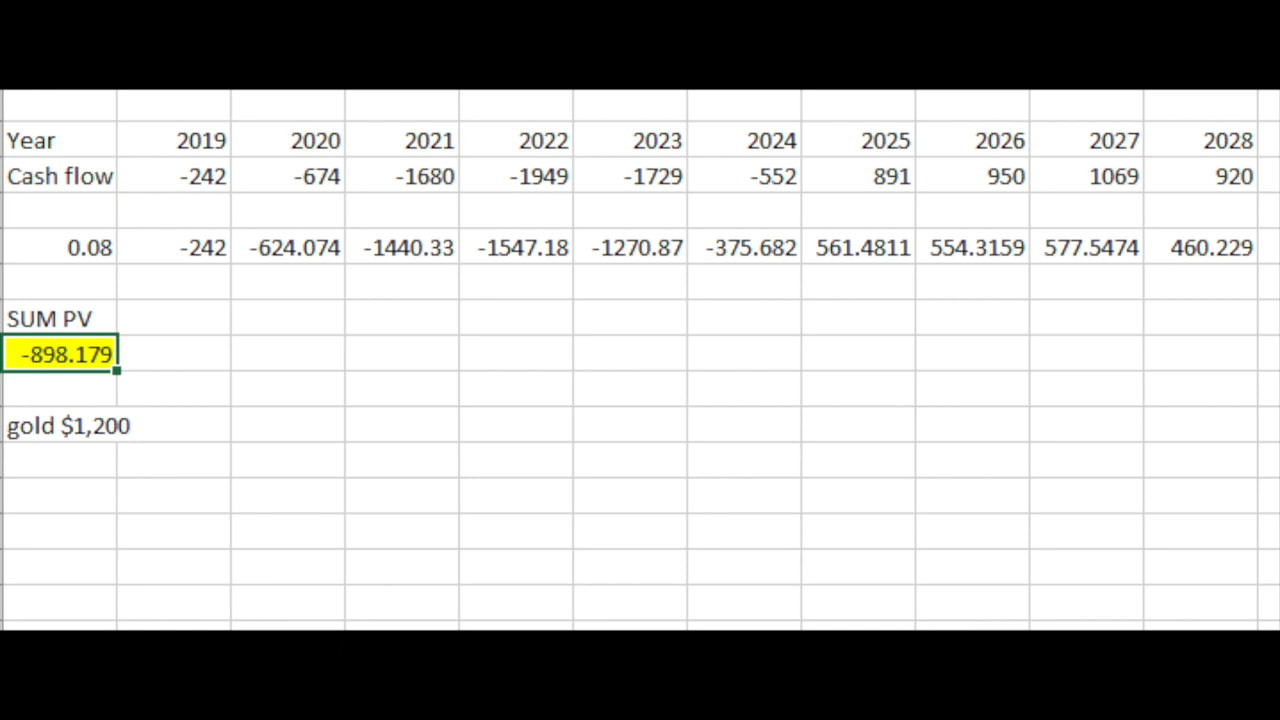 Year 2019 2020 2021 2022 2023 2024 2025 2026 2027 2028
Cash flow -242 -674 -1680 -1949 -1729 -552 891 950 1069 920
0.08 -242 -624.074 -1440.33 -1547.18 -1270.87 -375.682 561.4811 554.3159 577.5474 460.229
SUM PV
-898.179
gold $1,200